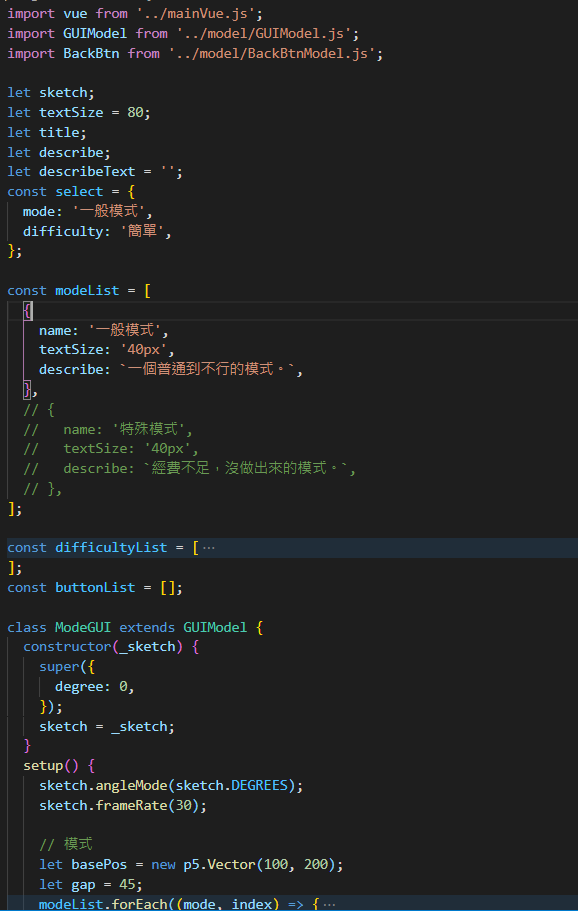 import vue from '../mainVue.js';
import GUIModel from '../model/GUIModel.js';
import BackBtn from '../model/BackBtnModel.js';
let sketch;
let textSize = 80;
let title;
let describe;
let describeText = '';
const select = {
  mode: '一般模式',
  difficulty: '簡單',
};
const modeList = [
  {
    name: '一般模式',
    textSize: '40px',
    describe: `一個普通到不行的模式。`,
  },
  // {
  //   name: '特殊模式',
  //   textSize: '40px',
  //   describe: `經費不足，沒做出來的模式。`,
  // },
];
const difficultyList = [ ···
];
const buttonList = [];
class ModeGUI extends GUIModel {
  constructor(_sketch) {
    super({
      degree: 0,
    });
    sketch = _sketch;
  }
  setup() {
    sketch.angleMode(sketch.DEGREES);
    sketch.frameRate(30);
    // 模式
    let basePos = new p5.Vector(100, 200);
    let gap = 45;
    modeList.forEach((mode, index) => { ···